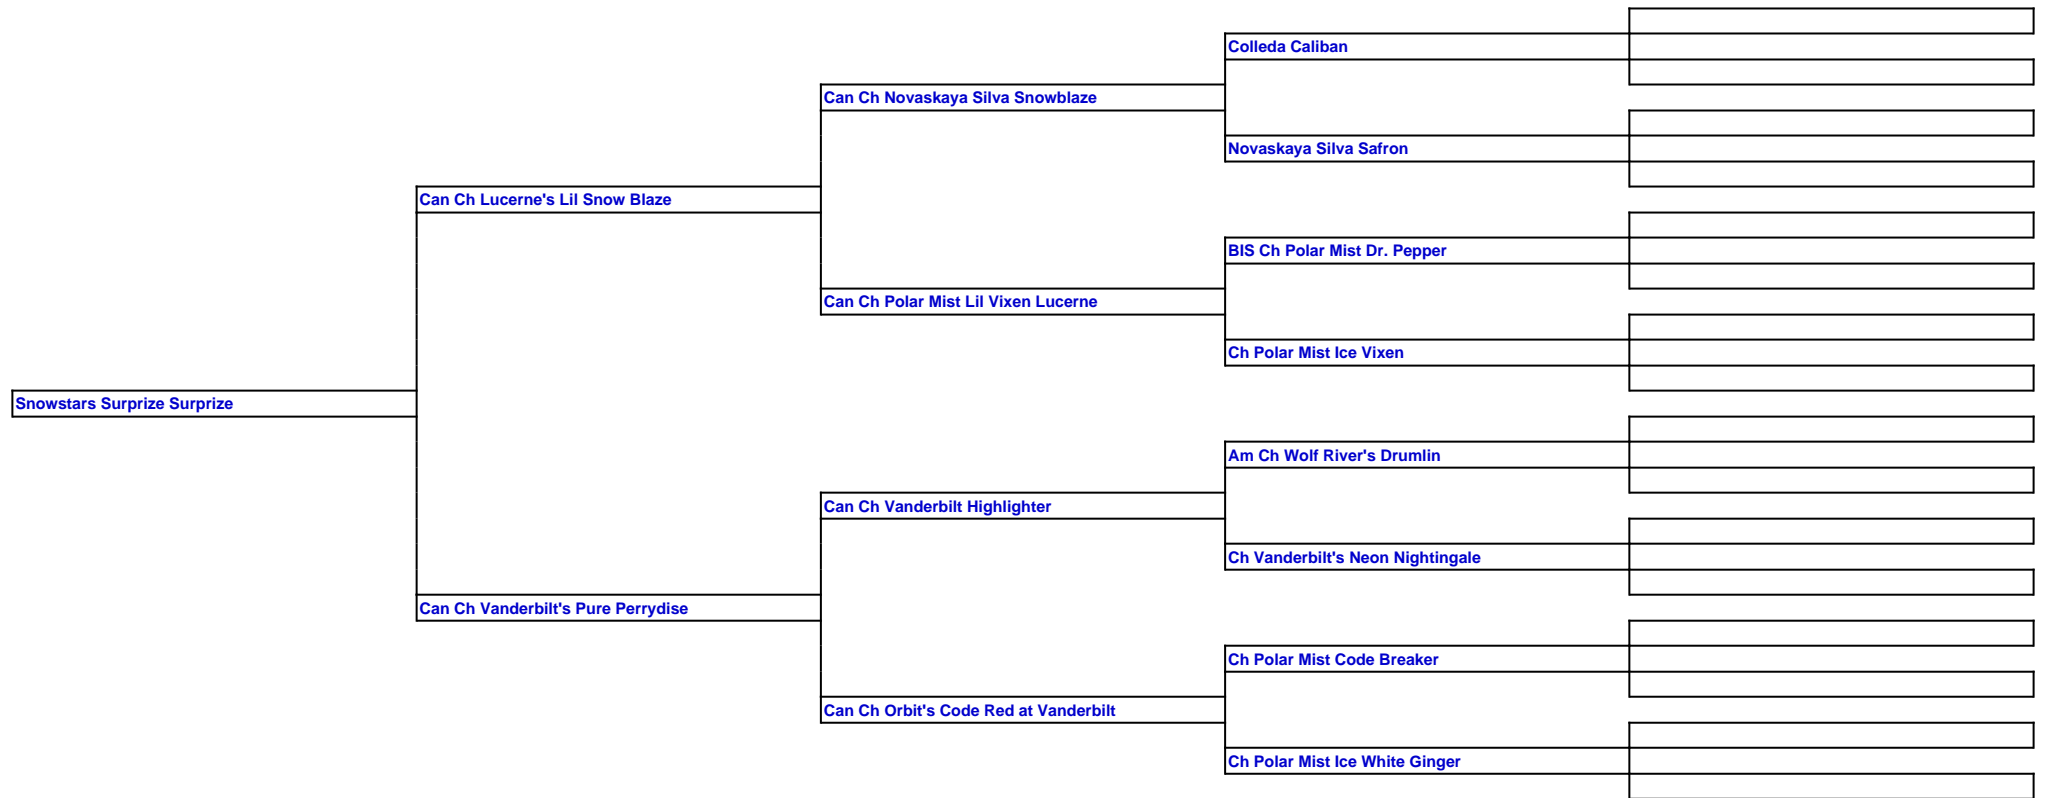 Colleda Caliban
Can Ch Novaskaya Silva Snowblaze
Novaskaya Silva Safron
Can Ch Lucerne's Lil Snow Blaze
BIS Ch Polar Mist Dr. Pepper
Can Ch Polar Mist Lil Vixen Lucerne
Ch Polar Mist Ice Vixen
Snowstars Surprize Surprize
Am Ch Wolf River's Drumlin
Can Ch Vanderbilt Highlighter
Ch Vanderbilt's Neon Nightingale
Can Ch Vanderbilt's Pure Perrydise
Ch Polar Mist Code Breaker
Can Ch Orbit's Code Red at Vanderbilt
Ch Polar Mist Ice White Ginger